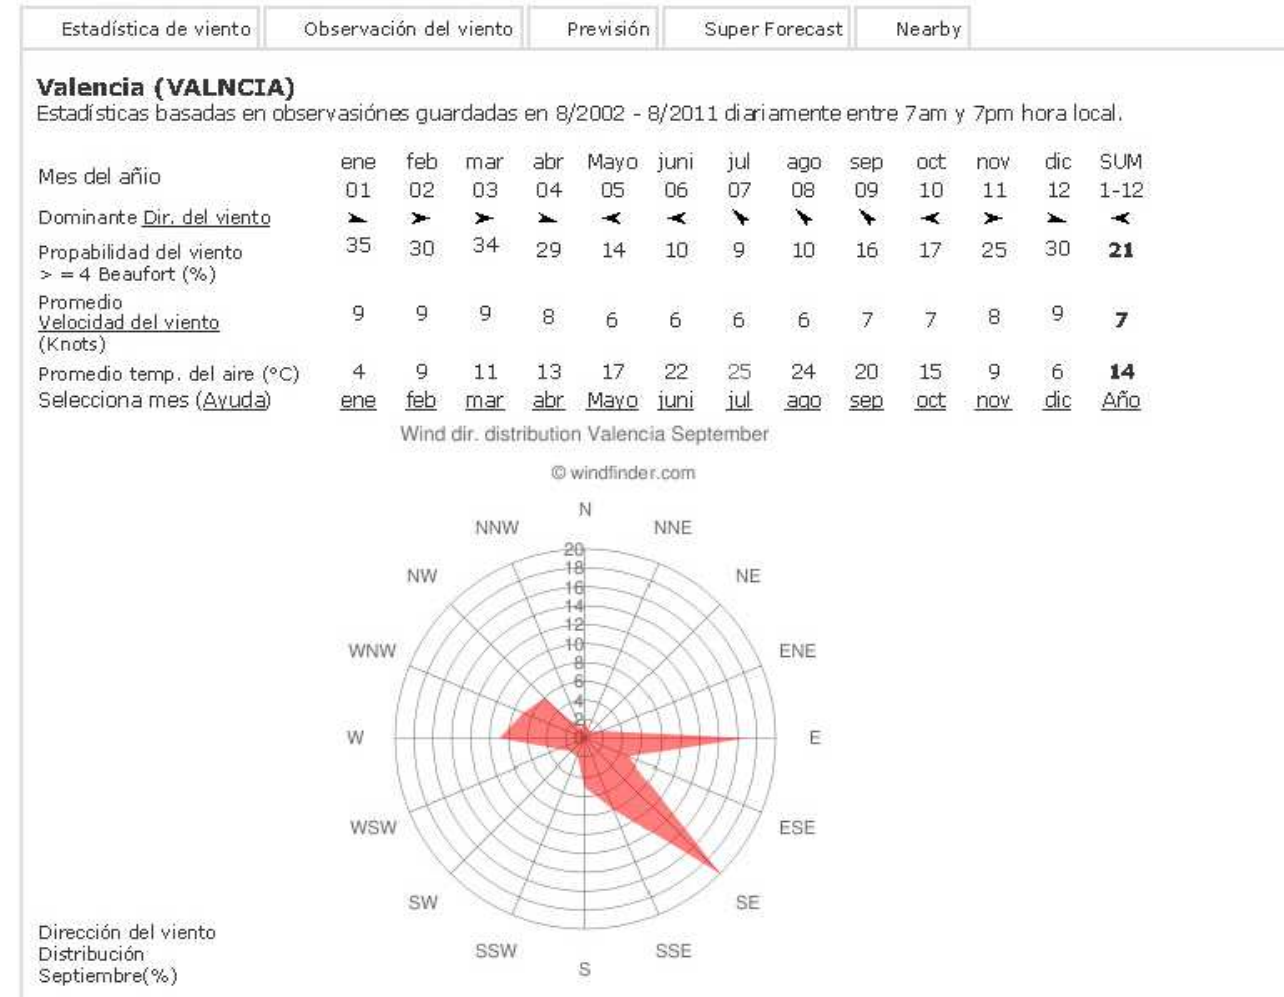 Estadística de viento Observación del viento Previsión Super Forecast Nearby
Valencia (VALNCIA)
Estadísticas basadas en observasiónes guardadas en 8/2002 - 8/2011 diariamente entre 7am y 7pm hora local.
Mes del añio ene feb mar abr Mayo juni jul ago sep oct nov dic SUM
01 02 03 04 05 06 07 08 09 10 11 12 1-12
Dominante Dir. del viento
Propabilidad del viento
> = 4 Beaufort (%) 35 30 34 29 14 10 9 10 16 17 25 30 21
Promedio
Velocidad del viento
(Knots) 9 9 9 8 6 6 6 6 7 7 8 9 7
Promedio temp. del aire (°C) 4 9 11 13 17 22 25 24 20 15 9 6 14
Selecciona mes (Ayuda) ene feb mar abr Mayo juni jul ago sep oct nov dic Año
Wind dir. distribution Valencia September
© windfinder.com
N
NNW NNE
20
18
NW NE
16
14
12
10
WNW ENE
8
6
4
2
0
W E
WSW ESE
SW SE
SSW SSE
S
Dirección del viento
Distribución
Septiembre(%)